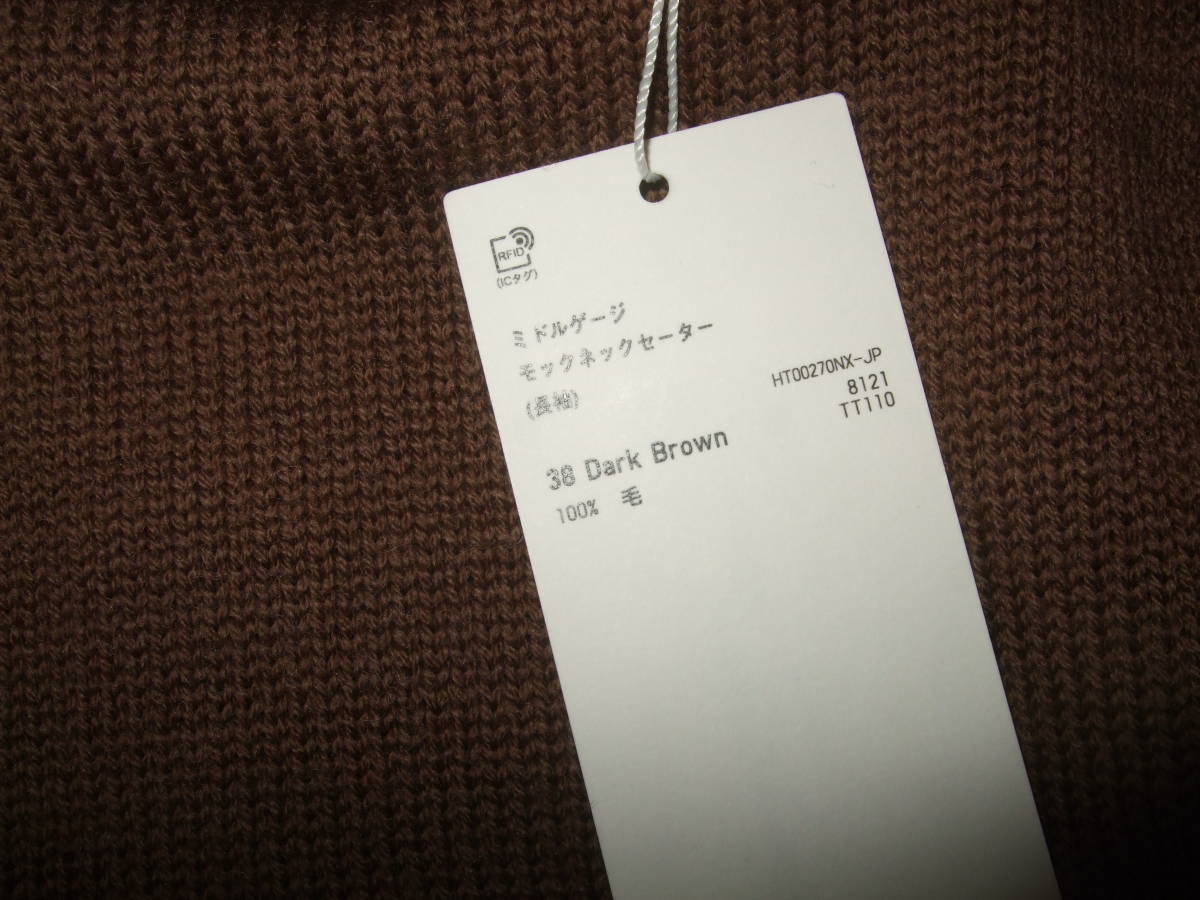 RFID
(ICタグ)
ミドルゲージ
モックネックセーター
(長袖)
HT00270NX-JP
8121
TT110
38 Dark Brown
100% 毛